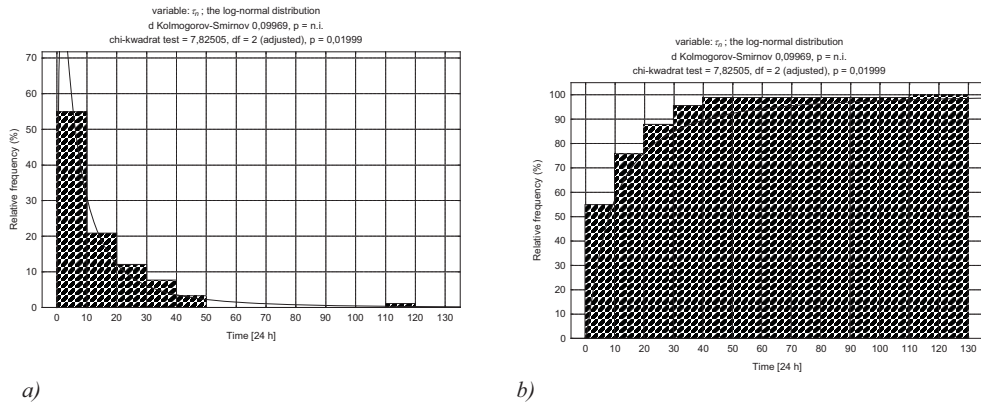 variable: τn ; the log-normal distribution
d Kolmogorov-Smirnov 0,09969, p = n.i.
chi-kwadrat test = 7,82505, df = 2 (adjusted), p = 0,01999
Relative frequency (%)
70
60
50
40
30
20
10
0
0 10 20 30 40 50 60 70 80 90 100 110 120 130
Time [24 h]
a)
variable: τn ; the log-normal distribution
d Kolmogorov-Smirnov 0,09969, p = n.i.
chi-kwadrat test = 7,82505, df = 2 (adjusted), p = 0,01999
Relative frequency (%)
100
90
80
70
60
50
40
30
20
10
0
0 10 20 30 40 50 60 70 80 90 100 110 120 130
Time [24 h]
b)